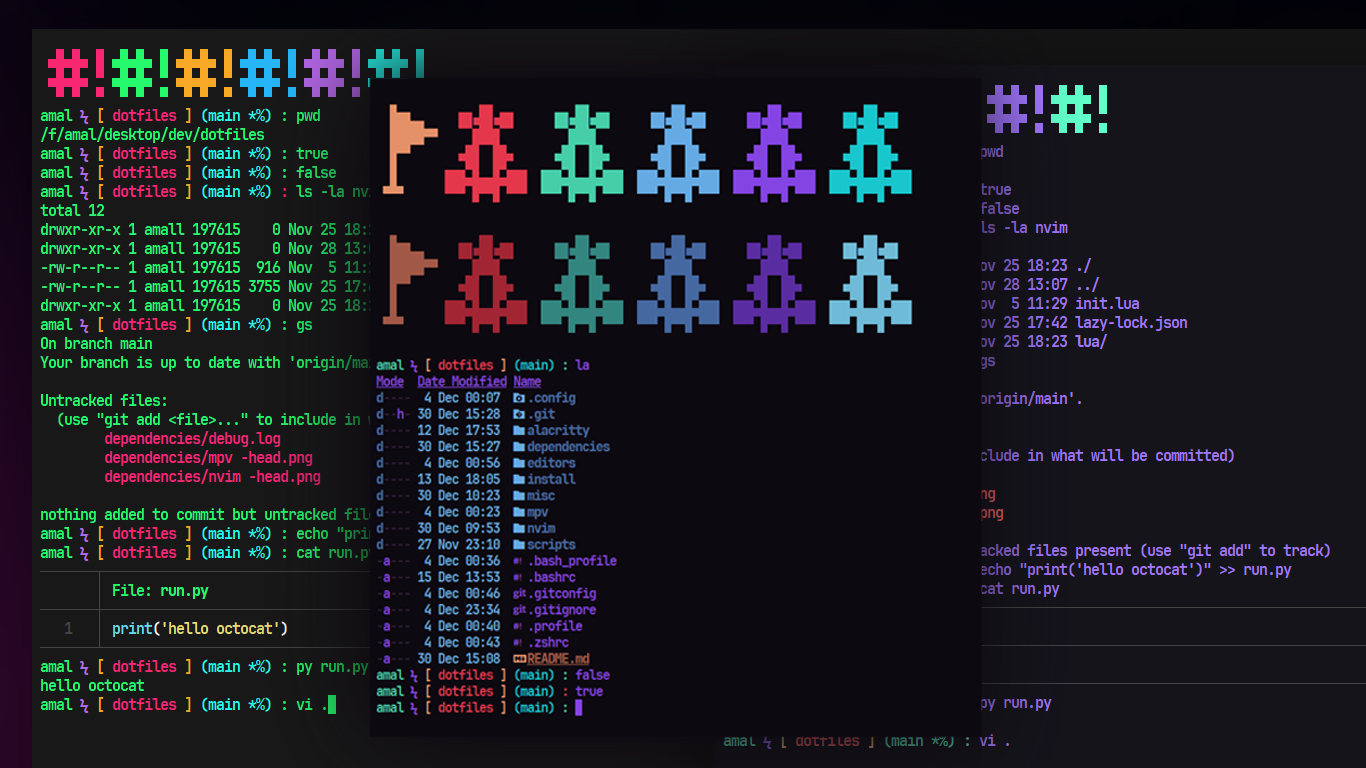 #!#!#!#!#!#!
amal ϟ [ dotfiles ] (main *%) : pwd
/f/amal/desktop/dev/dotfiles
amal ϟ [ dotfiles ] (main *%) : true
amal ϟ [ dotfiles ] (main *%) : false
amal ϟ [ dotfiles ] (main *%) : ls -la nv
total 12
drwxr-xr-x 1 amall 197615    0 Nov 25 18:
drwxr-xr-x 1 amall 197615    0 Nov 28 13:
-rw-r--r-- 1 amall 197615  916 Nov  5 11:
-rw-r--r-- 1 amall 197615 3755 Nov 25 17:
drwxr-xr-x 1 amall 197615    0 Nov 25 18:
amal ϟ [ dotfiles ] (main *%) : gs
On branch main
Your branch is up to date with 'origin/ma
Untracked files:
  (use "git add <file>..." to include in
        dependencies/debug.log
        dependencies/mpv -head.png
        dependencies/nvim -head.png
nothing added to commit but untracked fil
amal ϟ [ dotfiles ] (main *%) : echo "pri
amal ϟ [ dotfiles ] (main *%) : cat run.p
File: run.py
1 print('hello octocat')
amal ϟ [ dotfiles ] (main *%) : py run.py
hello octocat
amal ϟ [ dotfiles ] (main *%) : vi .
amal ϟ [ dotfiles ] (main) : la
Mode  Date Modified Name
d----  4 Dec 00:07 .config
d--h- 30 Dec 15:28 .git
d---- 12 Dec 17:53 alacritty
d---- 30 Dec 15:27 dependencies
d----  4 Dec 00:56 editors
d---- 13 Dec 18:05 install
d---- 30 Dec 10:23 misc
d----  4 Dec 00:23 mpv
d---- 30 Dec 09:53 nvim
d---- 27 Nov 23:10 scripts
-a---  4 Dec 00:36 #! .bash_profile
-a--- 15 Dec 13:53 #! .bashrc
-a---  4 Dec 00:46 git .gitconfig
-a---  4 Dec 23:34 git .gitignore
-a---  4 Dec 00:40 #! .profile
-a---  4 Dec 00:43 #! .zshrc
-a--- 30 Dec 15:08 README.md
amal ϟ [ dotfiles ] (main) : false
amal ϟ [ dotfiles ] (main) : true
amal ϟ [ dotfiles ] (main) :
#!#!
pwd
true
false
ls -la nvim
ov 25 18:23 ./
ov 28 13:07 ../
ov  5 11:29 init.lua
ov 25 17:42 lazy-lock.json
ov 25 18:23 lua/
gs
origin/main'.
clude in what will be committed)
ng
png
acked files present (use "git add" to track)
echo "print('hello octocat')" >> run.py
cat run.py
py run.py
amal ϟ [ dotfiles ] (main *%) : vi .